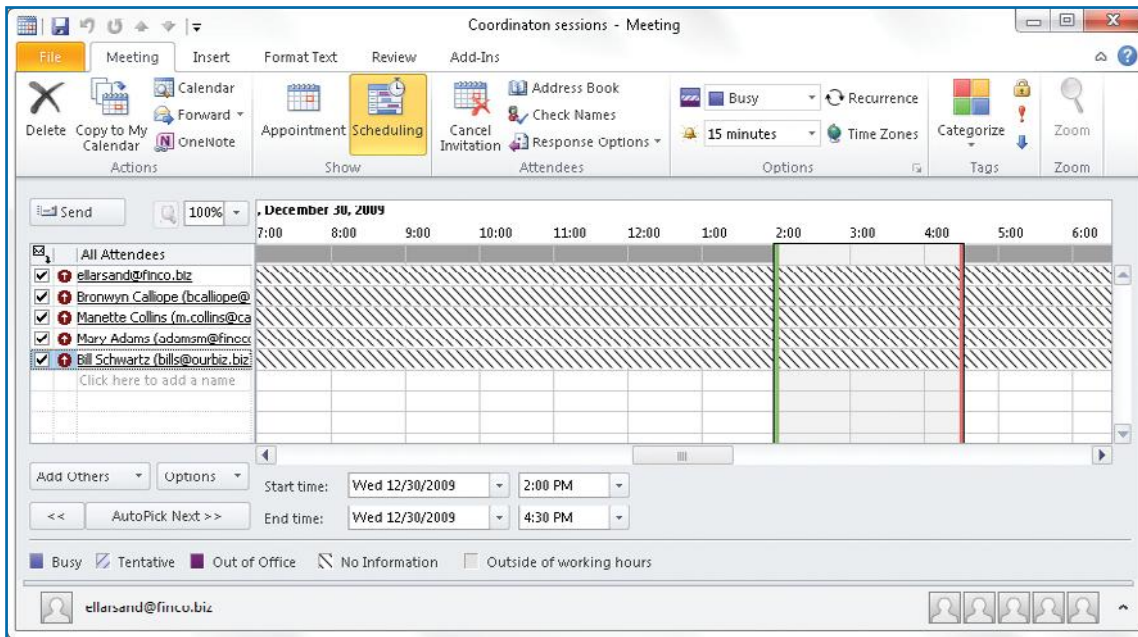 Coordinaton sessions - Meeting
File Meeting Insert Format Text Review Add-Ins
Delete
Copy to My Calendar
Calendar
Forward
OneNote
Actions
Appointment
Scheduling
Show
Cancel Invitation
Address Book
Check Names
Response Options
Attendees
Busy
15 minutes
Recurrence
Time Zones
Options
Categorize
Tags
Zoom
Zoom
Send
100%
, December 30, 2009
7:00 8:00 9:00 10:00 11:00 12:00 1:00 2:00 3:00 4:00 5:00 6:00
All Attendees
ellarsand@finco.biz
Bronwyn Calliope (bcalliope@
Manette Collins (m.collins@ca
Mary Adams (adamsm@finco
Bill Schwartz (bills@ourbiz.biz
Click here to add a name
Add Others
Options
<< AutoPick Next >>
Start time: Wed 12/30/2009 2:00 PM
End time: Wed 12/30/2009 4:30 PM
Busy Tentative Out of Office No Information Outside of working hours
ellarsand@finco.biz